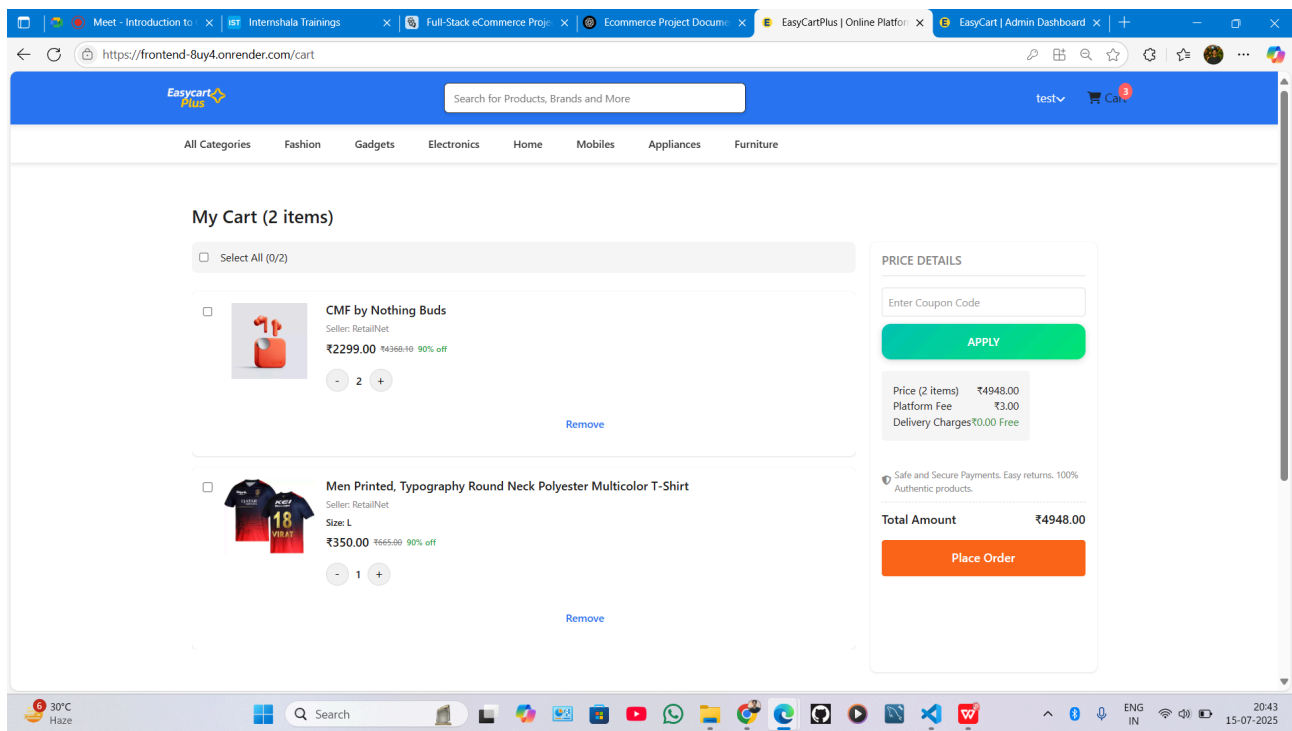 Meet - Introduction to
IST Internshala Trainings
Full-Stack eCommerce Proje
Ecommerce Project Docume
E EasyCartPlus | Online Platfor
E EasyCart | Admin Dashboard
https://frontend-8uy4.onrender.com/cart
Easycart
Plus
Search for Products, Brands and More
test
Cart
3
All Categories Fashion Gadgets Electronics Home Mobiles Appliances Furniture
My Cart (2 items)
Select All (0/2)
CMF by Nothing Buds
Seller: RetailNet
₹2299.00 ₹4368.10 90% off
- 2 +
Remove
Men Printed, Typography Round Neck Polyester Multicolor T-Shirt
Seller: RetailNet
Size: L
₹350.00 ₹665.00 90% off
- 1 +
Remove
KEI
18
VIRAT
PRICE DETAILS
Enter Coupon Code
APPLY
Price (2 items) ₹4948.00
Platform Fee ₹3.00
Delivery Charges₹0.00 Free
Safe and Secure Payments. Easy returns. 100%
Authentic products.
Total Amount ₹4948.00
Place Order
6
30°C
Haze
Search
ENG
IN
20:43
15-07-2025